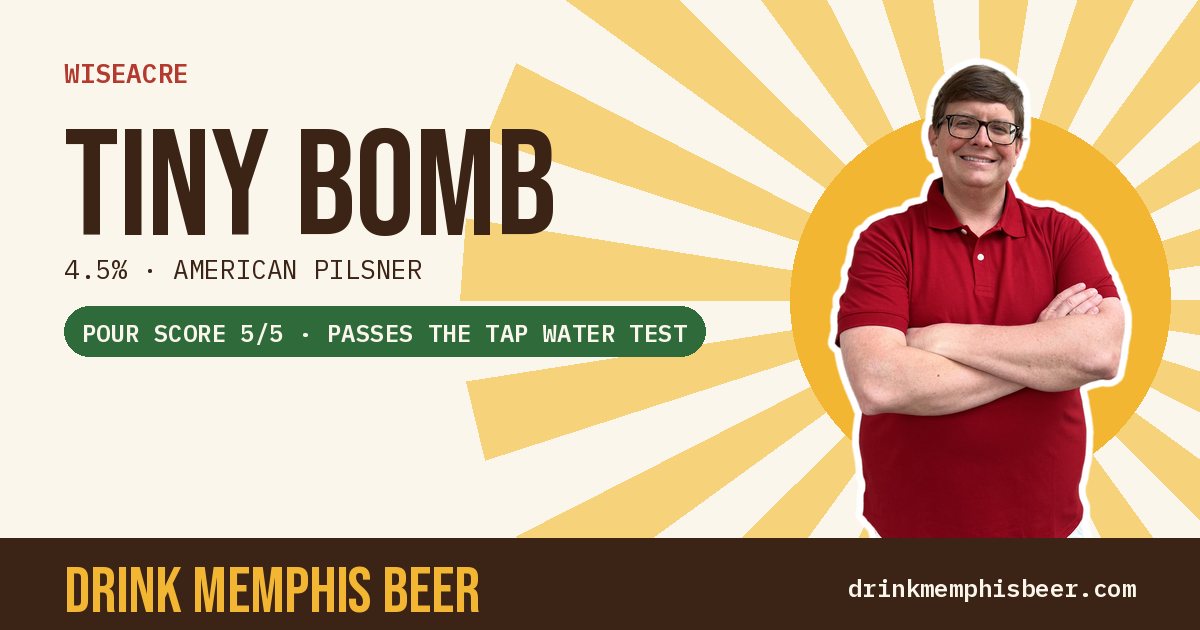 WISEACRE
TINY BOMB
4.5% · AMERICAN PILSNER
POUR SCORE 5/5 · PASSES THE TAP WATER TEST
DRINK MEMPHIS BEER
drinkmemphisbeer.com